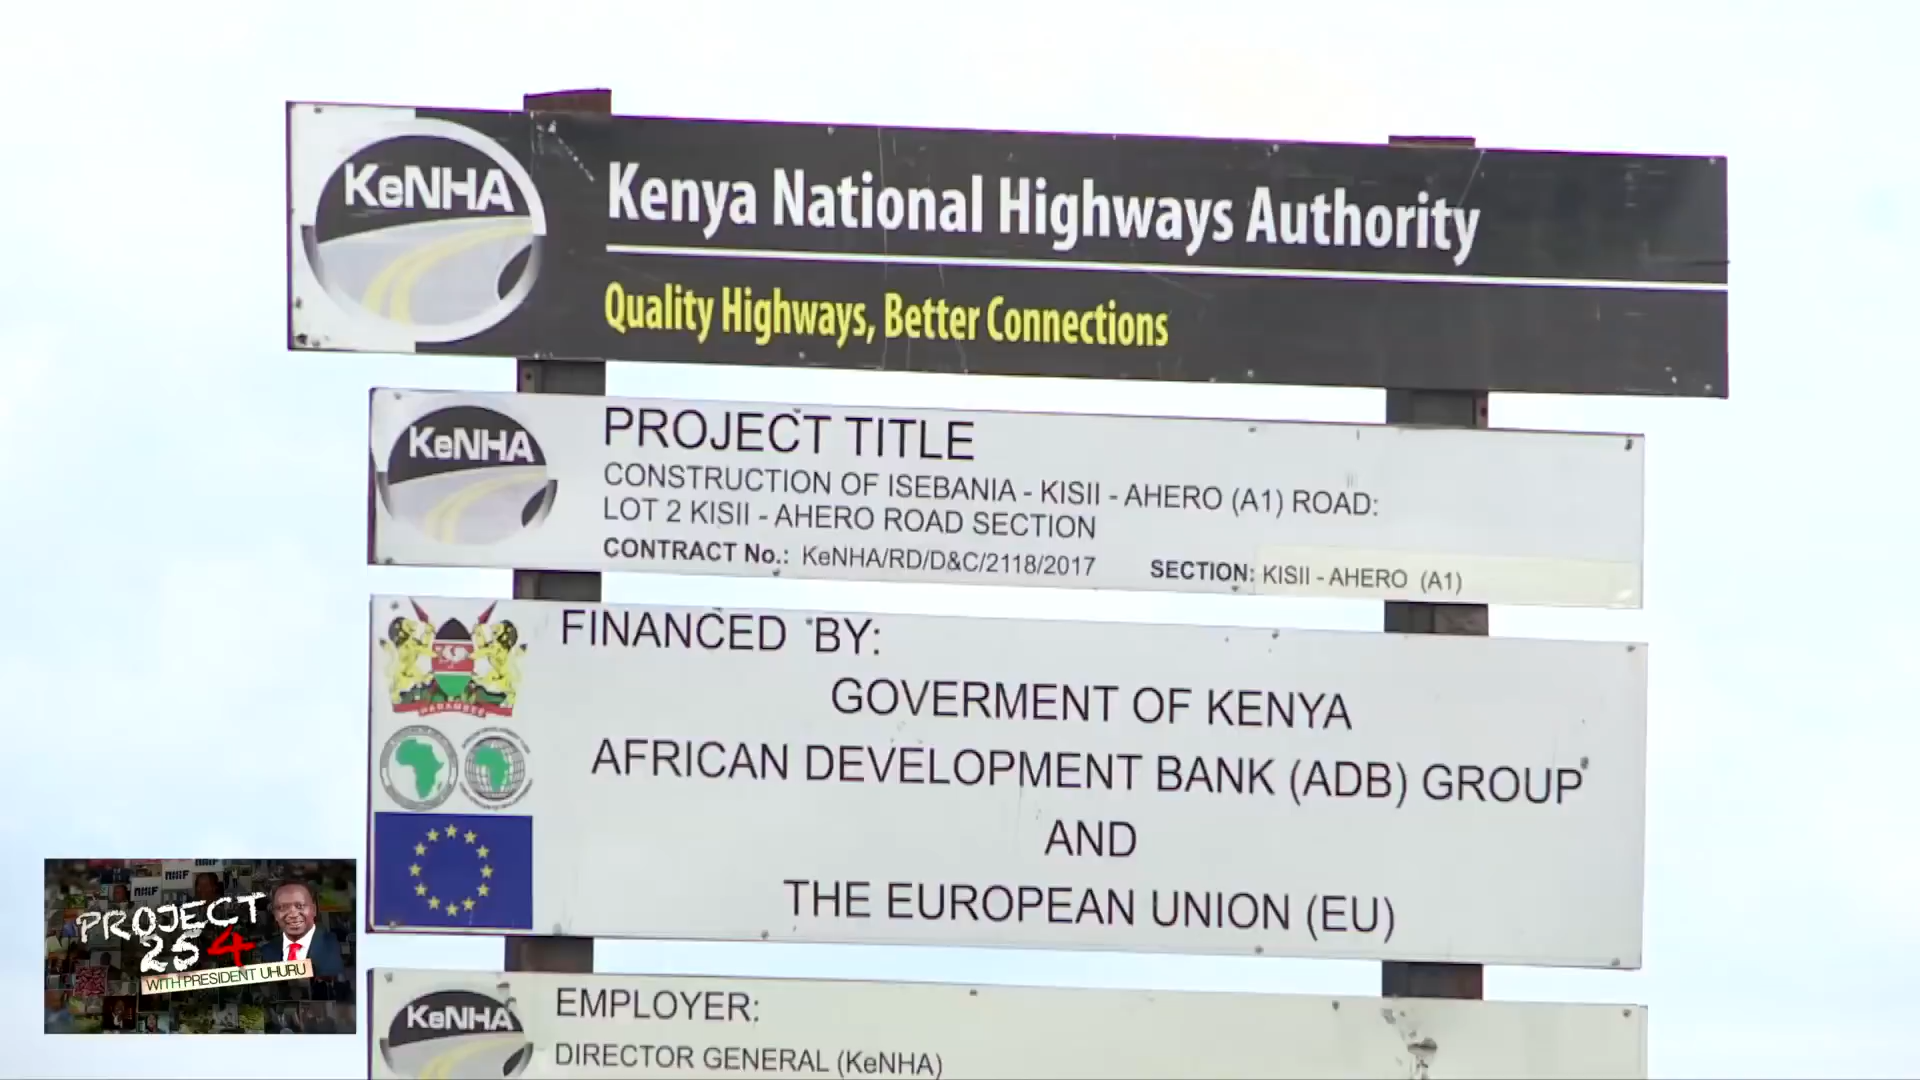 KeNHA
Kenya National Highways Authority
Quality Highways, Better Connections
KeNHA
PROJECT TITLE
CONSTRUCTION OF ISEBANIA - KISII - AHERO (A1) ROAD:
LOT 2 KISII - AHERO ROAD SECTION
CONTRACT No.: KeNHA/RD/D&C/2118/2017 SECTION: KISII - AHERO (A1)
HARAMBEE
FINANCED BY:
GOVERMENT OF KENYA
AFRICAN DEVELOPMENT BANK (ADB) GROUP
AND
THE EUROPEAN UNION (EU)
KeNHA
EMPLOYER:
DIRECTOR GENERAL (KeNHA)
NHIF
PROJECT
254
WITH PRESIDENT UHURU